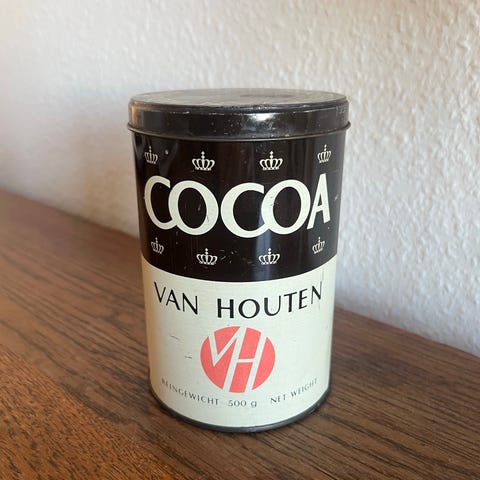 COCOA
VAN HOUTEN
VH
REINGEWICHT 500 g NET WEIGHT